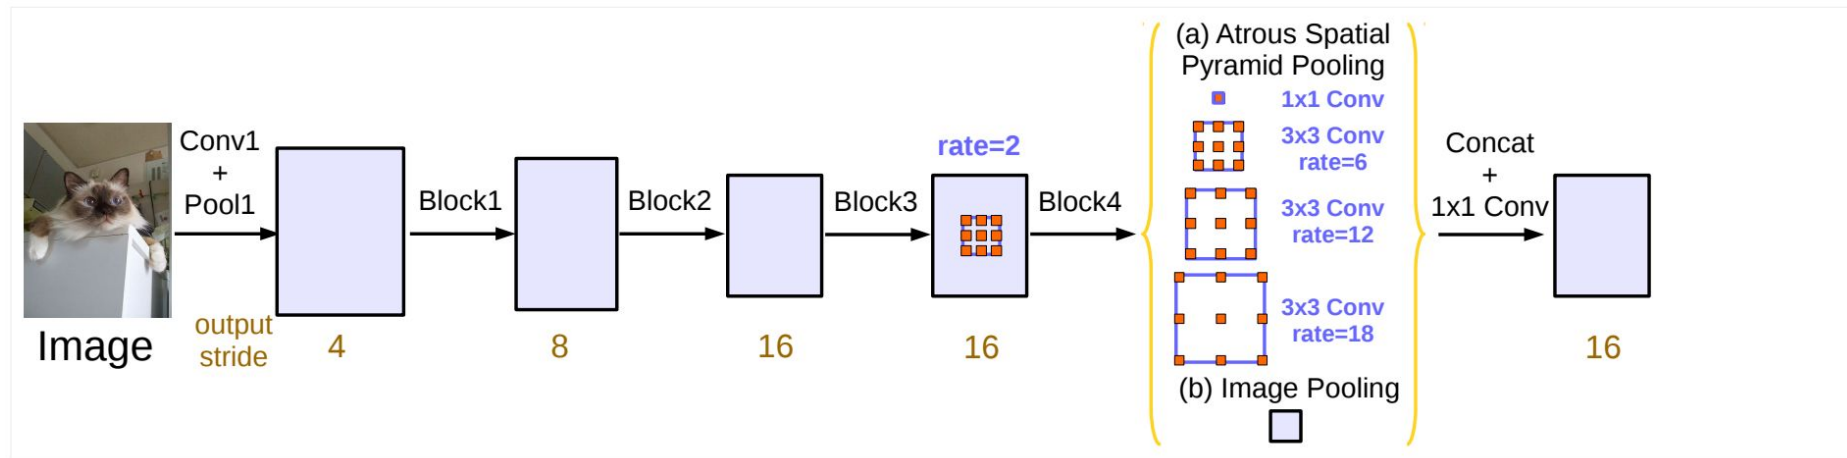 Image
Conv1
+
Pool1
output
stride
4
Block1
8
Block2
16
Block3
rate=2
16
Block4
(a) Atrous Spatial
Pyramid Pooling
1x1 Conv
3x3 Conv
rate=6
3x3 Conv
rate=12
3x3 Conv
rate=18
(b) Image Pooling
Concat
+
1x1 Conv
16